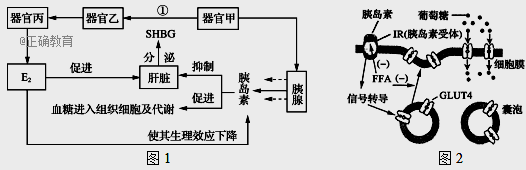 器官丙
器官乙
①
器官甲
@正确教育
SHBG
分
泌
E₂
促进
肝脏
抑制
胰岛素
胰腺
促进
血糖进入组织细胞及代谢
使其生理效应下降
图1
胰岛素
葡萄糖
IR(胰岛素受体)
(−)
细胞膜
FFA
(−)
信号转导
GLUT4
囊泡
图2